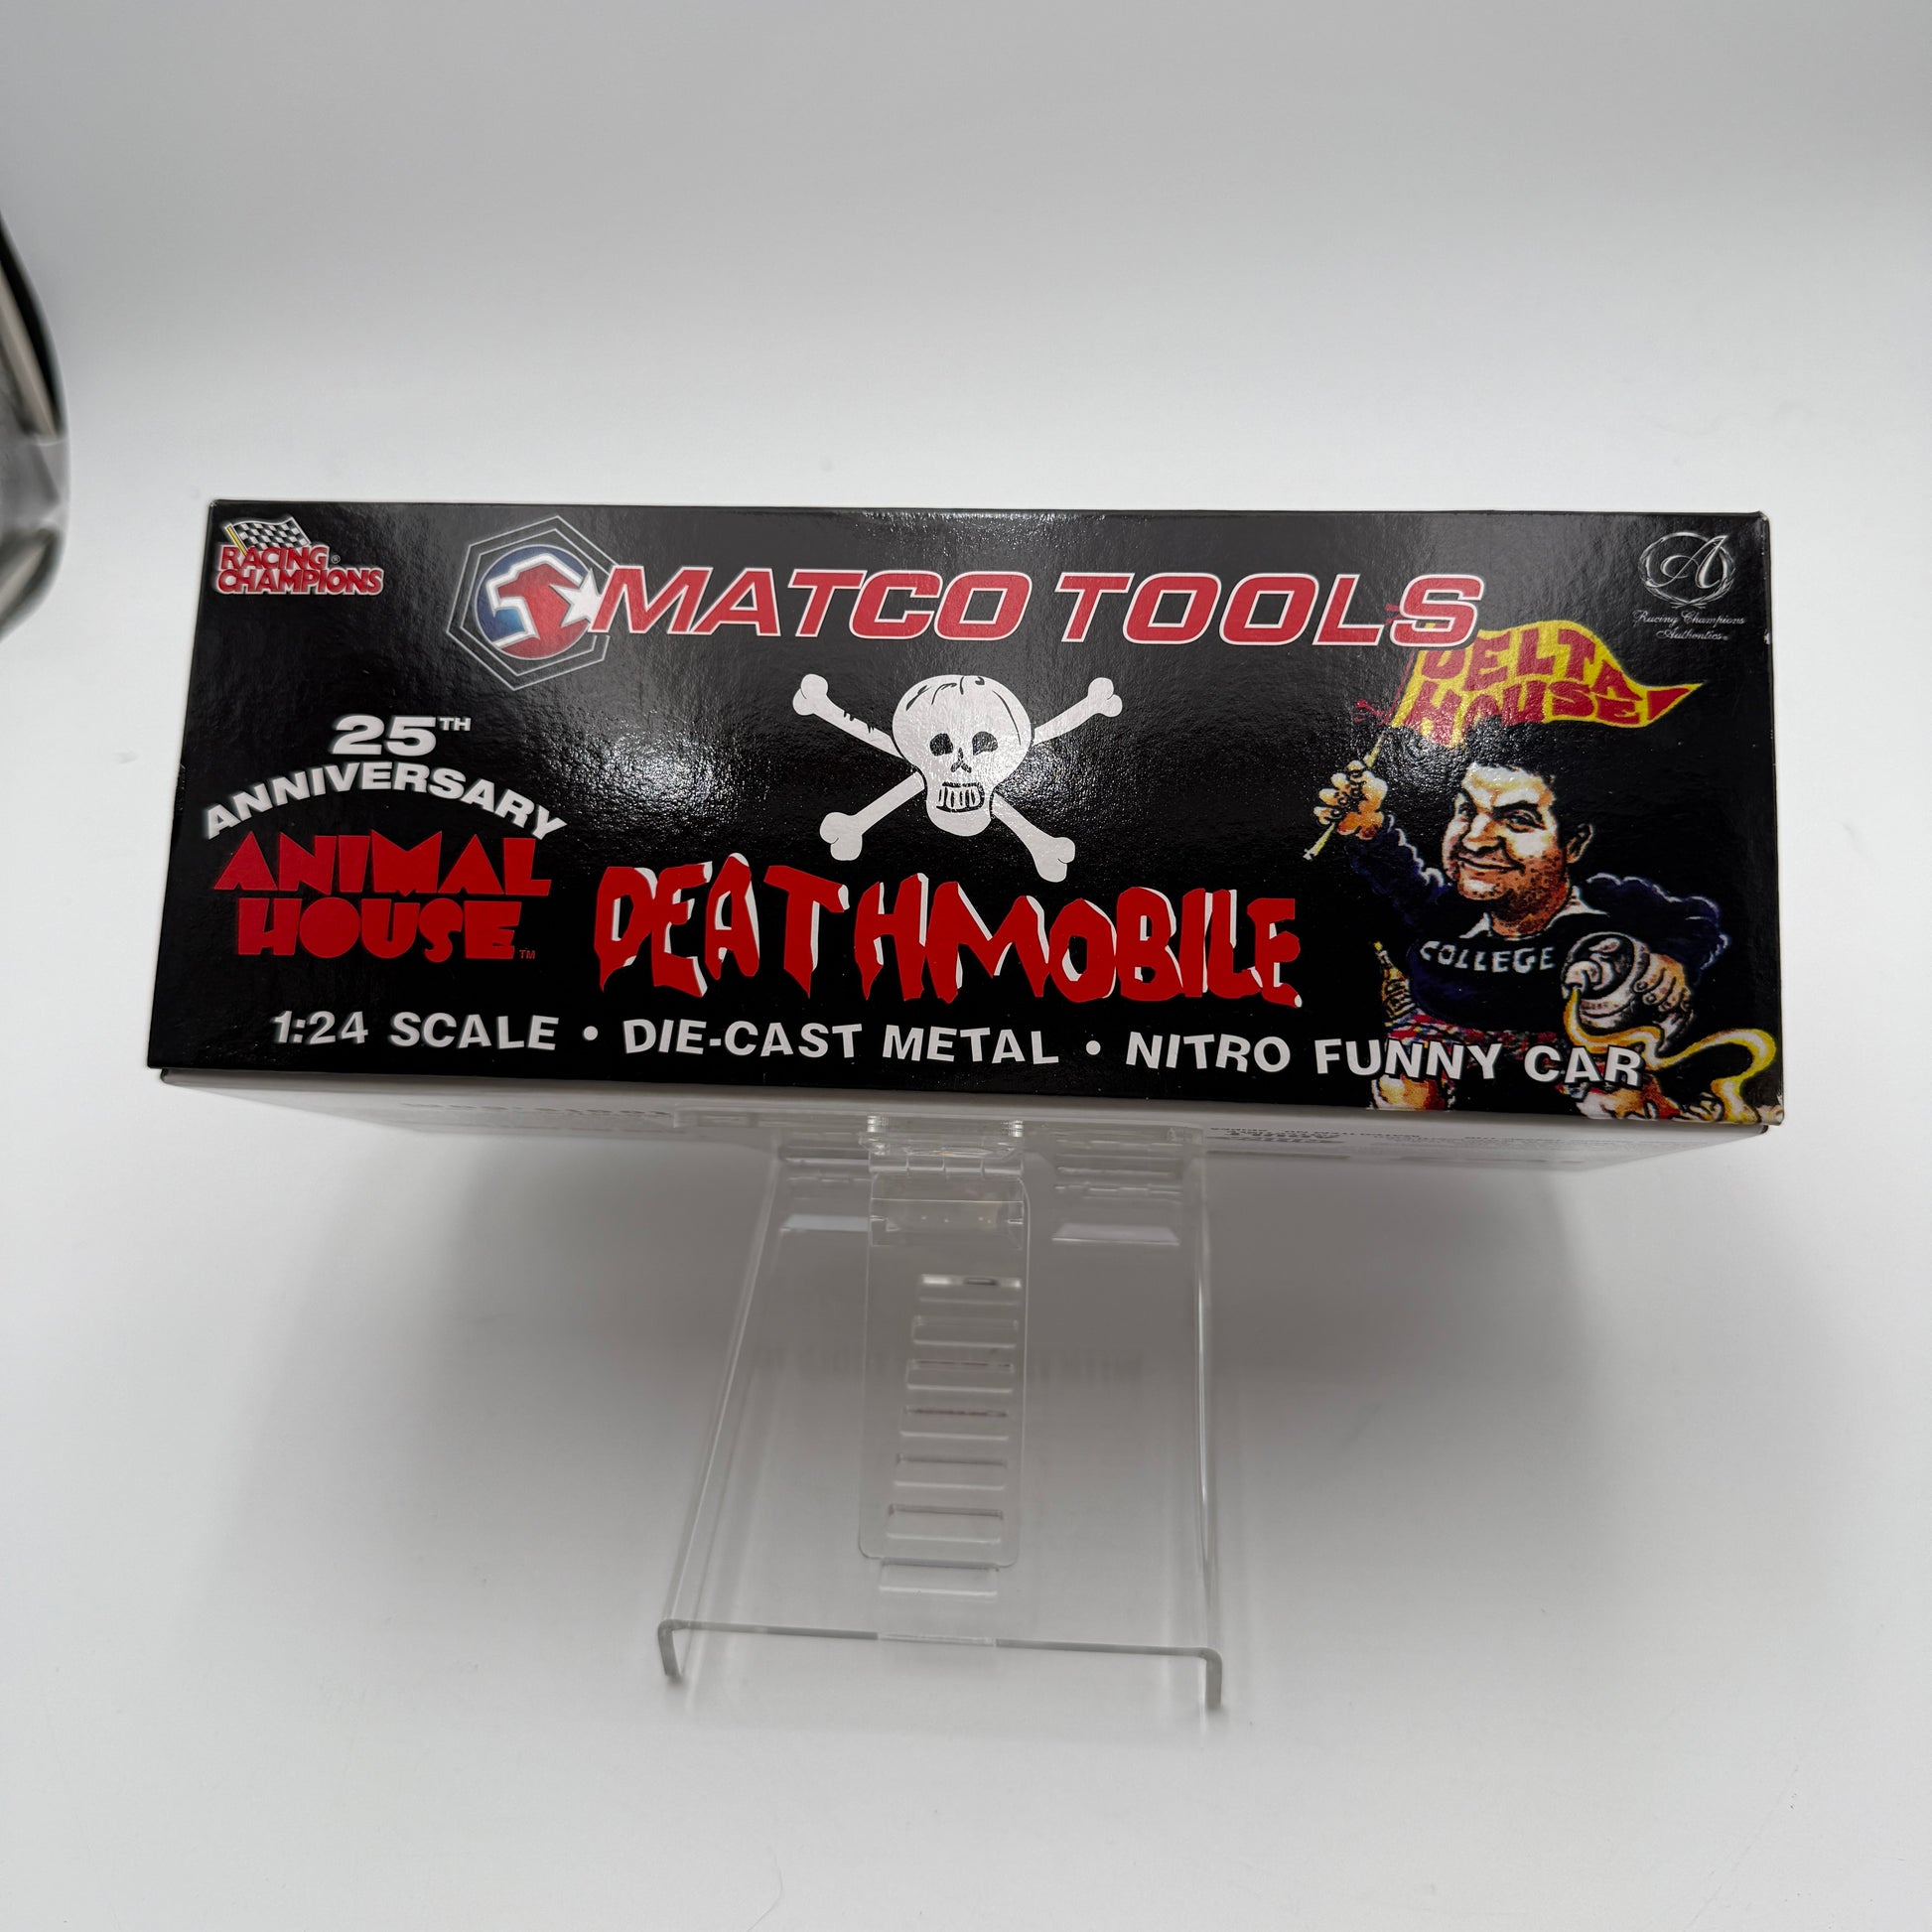 RACING®
CHAMPIONS
MATCO TOOLS
A
Racing Champions
Authentics
DELTA
HOUSE!
25TH
ANNIVERSARY
ANIMAL
HOUSE™
DEATHMOBILE
COLLEGE
1:24 SCALE • DIE-CAST METAL • NITRO FUNNY CAR